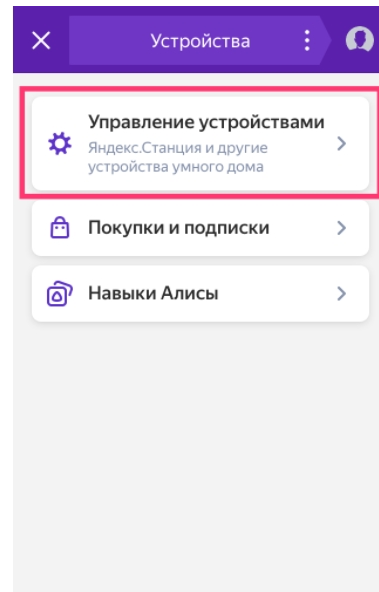 Устройства
Управление устройствами
Яндекс.Станция и другие
устройства умного дома
Покупки и подписки
Навыки Алисы